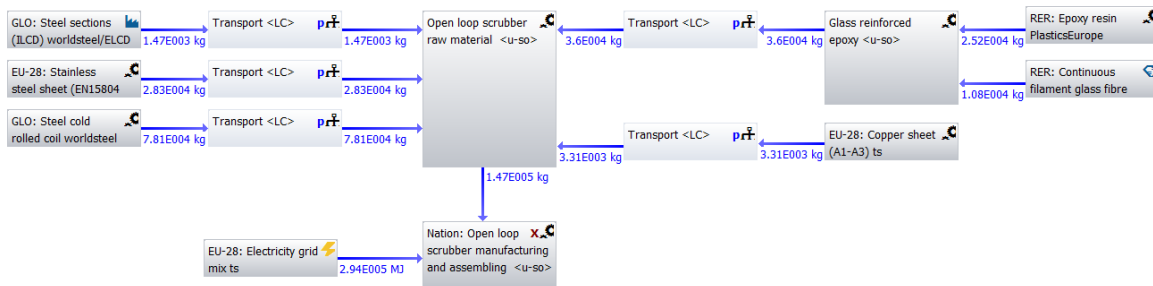 GLO: Steel sections
(ILCD) worldsteel/ELCD
1.47E003 kg
Transport <LC>
p
1.47E003 kg
Open loop scrubber
raw material <u-so>
3.6E004 kg
Transport <LC>
p
3.6E004 kg
Glass reinforced
epoxy <u-so>
2.52E004 kg
RER: Epoxy resin
PlasticsEurope
EU-28: Stainless
steel sheet (EN15804
2.83E004 kg
Transport <LC>
p
2.83E004 kg
1.08E004 kg
RER: Continuous
filament glass fibre
GLO: Steel cold
rolled coil worldsteel
7.81E004 kg
Transport <LC>
p
7.81E004 kg
3.31E003 kg
Transport <LC>
p
3.31E003 kg
EU-28: Copper sheet
(A1-A3) ts
1.47E005 kg
EU-28: Electricity grid
mix ts
2.94E005 MJ
Nation: Open loop
X
scrubber manufacturing
and assembling <u-so>